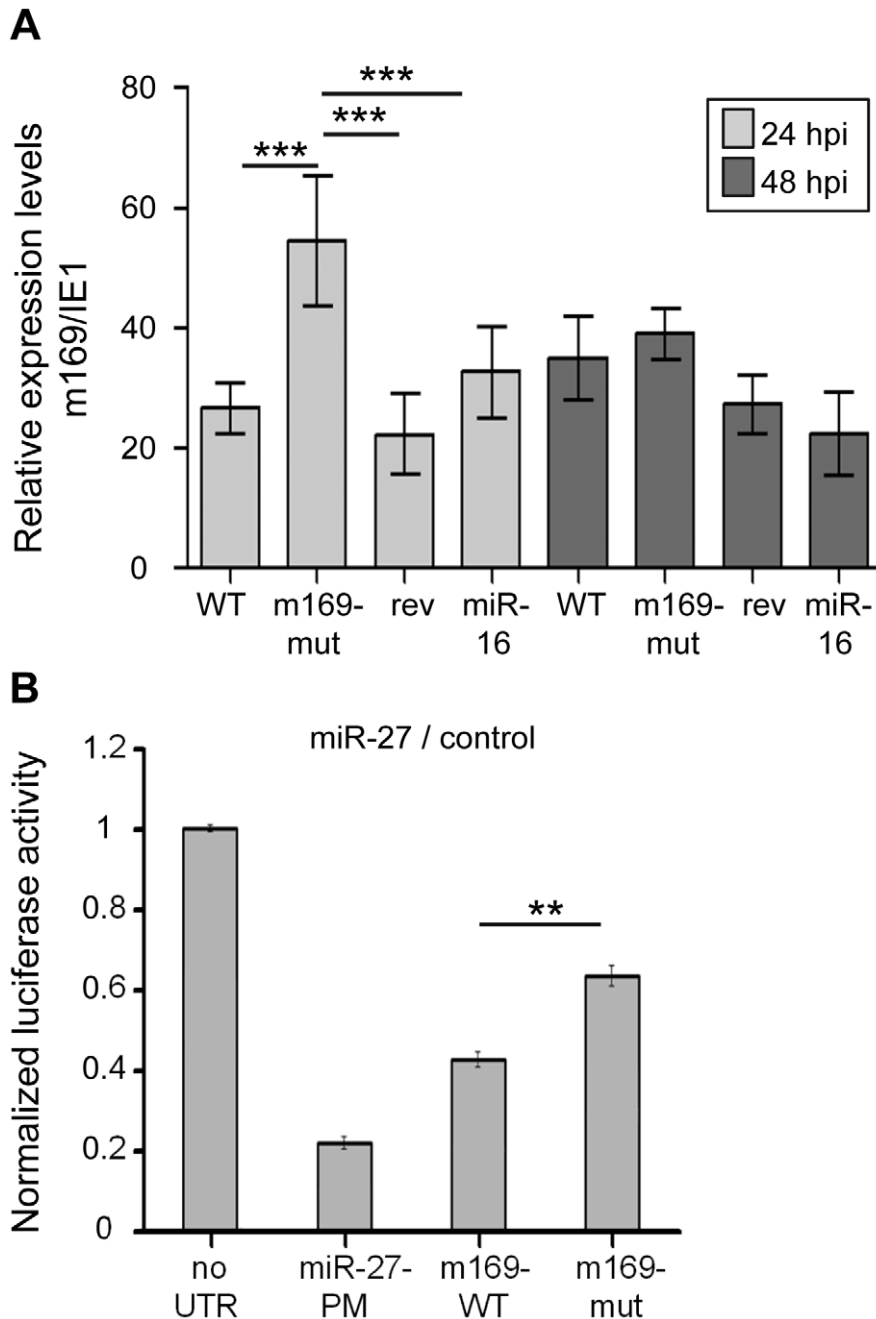 A
Relative expression levels
m169/IE1
80
60
40
20
0
***
***
***
24 hpi
48 hpi
WT
m169-
mut
rev
miR-
16
WT
m169-
mut
rev
miR-
16
B
miR-27 / control
Normalized luciferase activity
1.2
1
0.8
0.6
0.4
0.2
0
**
no
UTR
miR-27-
PM
m169-
WT
m169-
mut